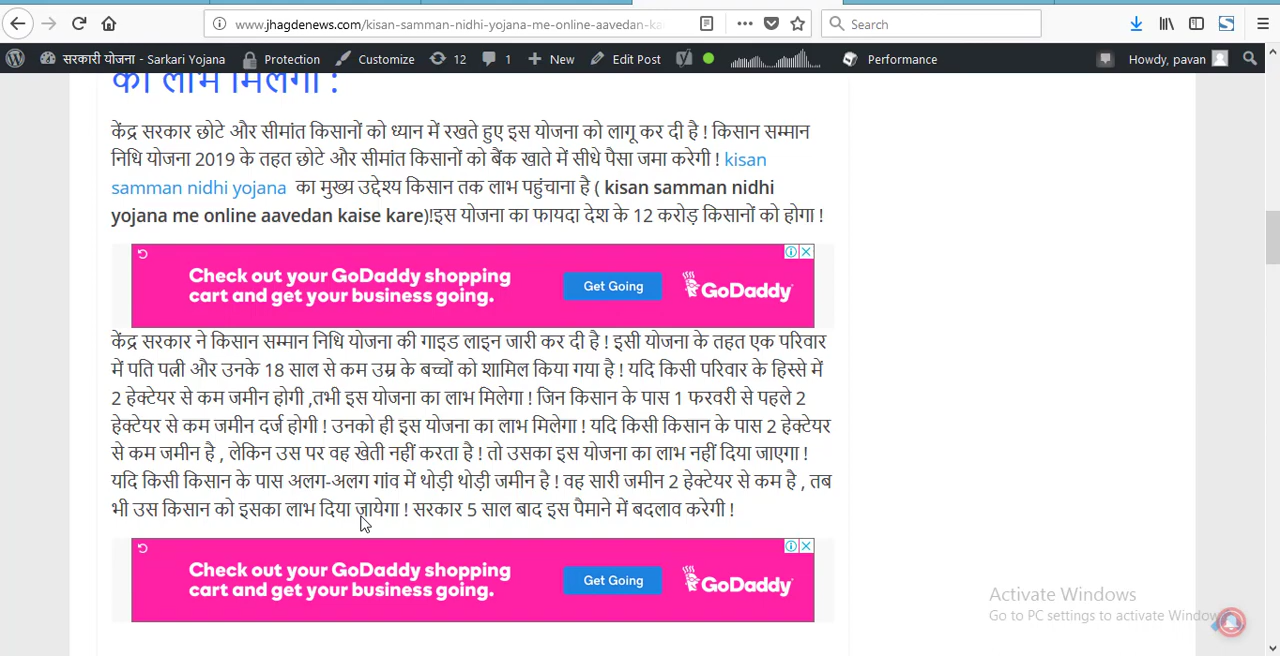 www.jhagdenews.com/kisan-samman-nidhi-yojana-me-online-aavedan-ka
Search
सरकारी योजना - Sarkari Yojana Protection Customize 12 1 New Edit Post Performance Howdy, pavan
का लाभ मिलेगा :
केंद्र सरकार छोटे और सीमांत किसानों को ध्यान में रखते हुए इस योजना को लागू कर दी है ! किसान सम्मान
निधि योजना 2019 के तहत छोटे और सीमांत किसानों को बैंक खाते में सीधे पैसा जमा करेगी ! kisan
samman nidhi yojana का मुख्य उद्देश्य किसान तक लाभ पहुंचाना है ( kisan samman nidhi
yojana me online aavedan kaise kare)!इस योजना का फायदा देश के 12 करोड़ किसानों को होगा !
Check out your GoDaddy shopping
cart and get your business going.
Get Going
GoDaddy
केंद्र सरकार ने किसान सम्मान निधि योजना की गाइड लाइन जारी कर दी है ! इसी योजना के तहत एक परिवार
में पति पत्नी और उनके 18 साल से कम उम्र के बच्चों को शामिल किया गया है ! यदि किसी परिवार के हिस्से में
2 हेक्टेयर से कम जमीन होगी ,तभी इस योजना का लाभ मिलेगा ! जिन किसान के पास 1 फरवरी से पहले 2
हेक्टेयर से कम जमीन दर्ज होगी ! उनको ही इस योजना का लाभ मिलेगा ! यदि किसी किसान के पास 2 हेक्टेयर
से कम जमीन है , लेकिन उस पर वह खेती नहीं करता है ! तो उसका इस योजना का लाभ नहीं दिया जाएगा !
यदि किसी किसान के पास अलग-अलग गांव में थोड़ी थोड़ी जमीन है ! वह सारी जमीन 2 हेक्टेयर से कम है , तब
भी उस किसान को इसका लाभ दिया जायेगा ! सरकार 5 साल बाद इस पैमाने में बदलाव करेगी !
Check out your GoDaddy shopping
cart and get your business going.
Get Going
GoDaddy
Activate Windows
Go to PC settings to activate Windows